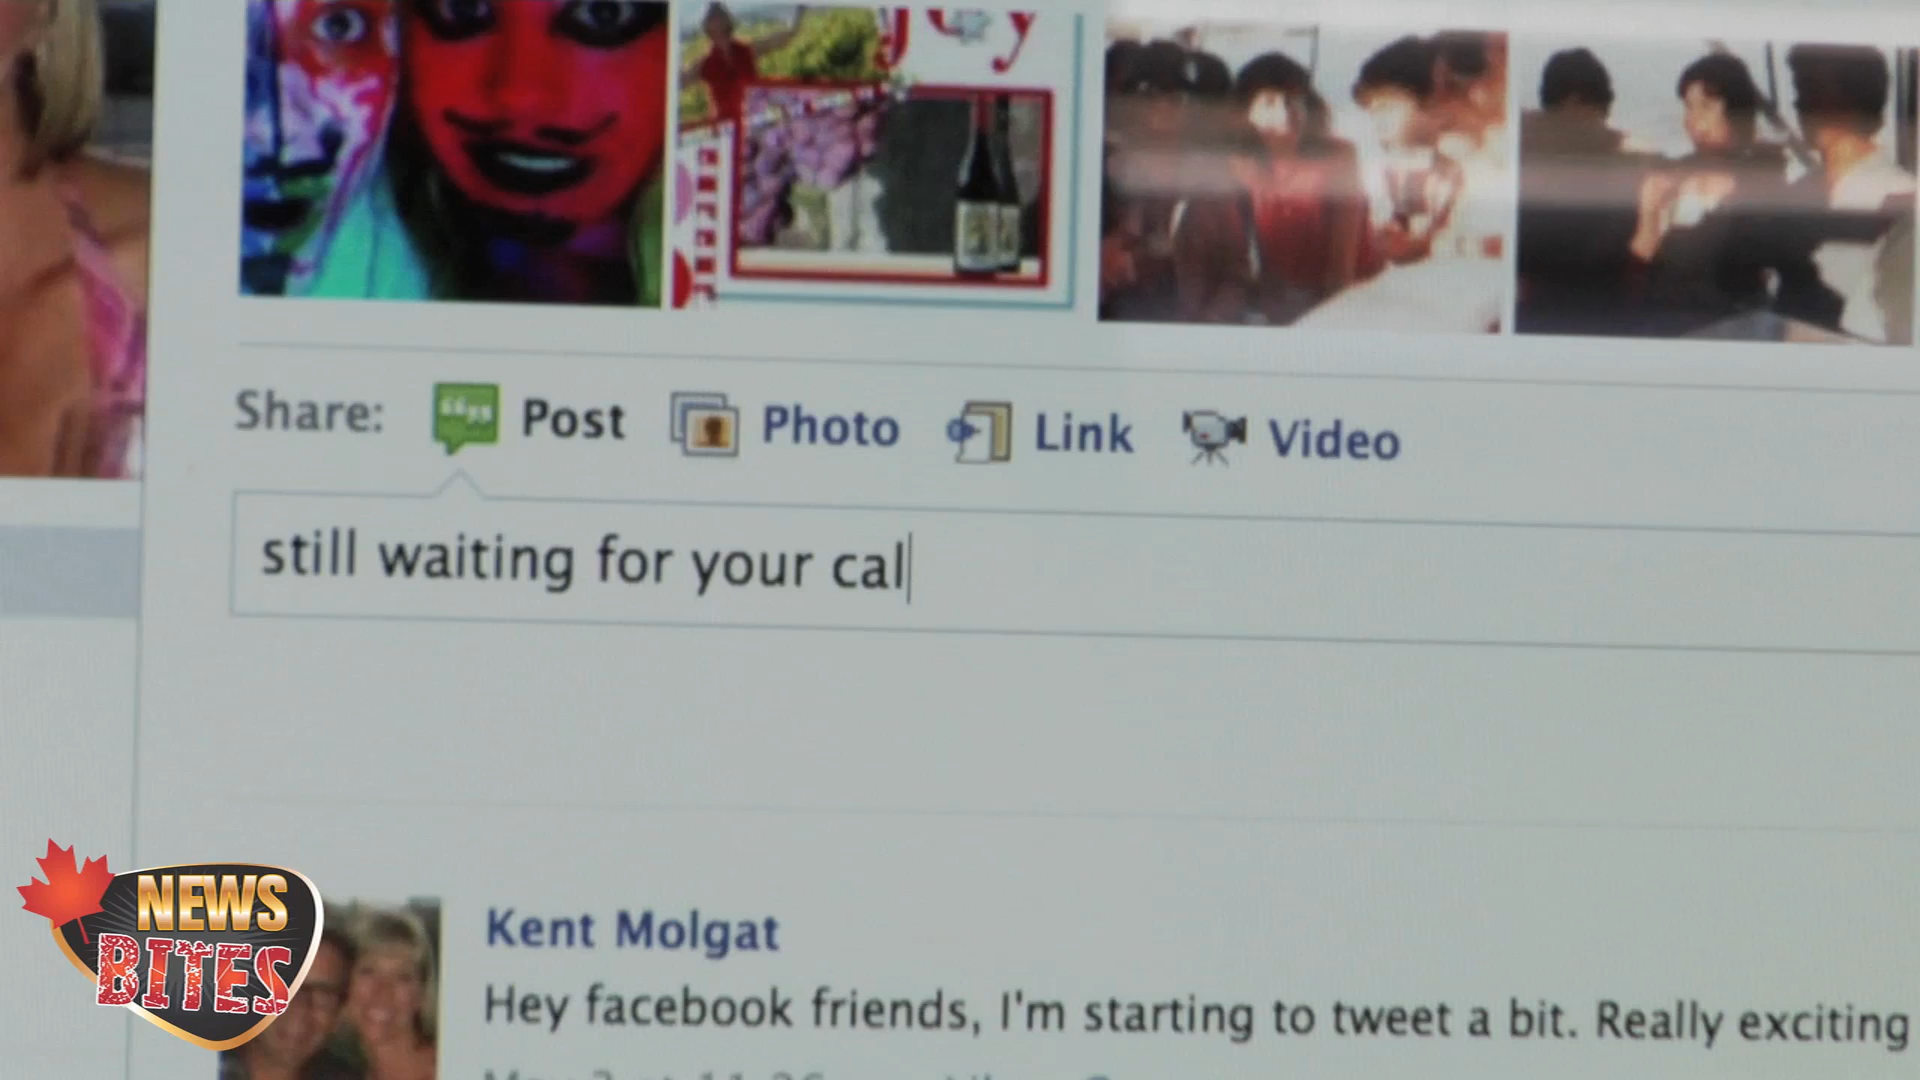 joy
Share: Post Photo Link Video
still waiting for your cal
NEWS
BITES
Kent Molgat
Hey facebook friends, I'm starting to tweet a bit. Really exciting